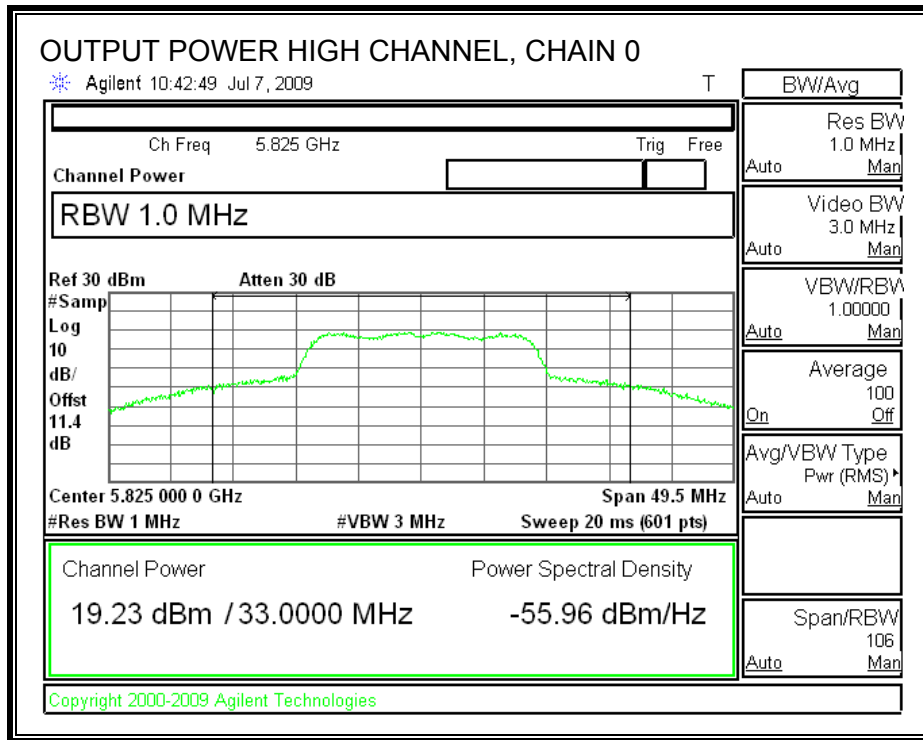 OUTPUT POWER HIGH CHANNEL, CHAIN 0
Agilent 10:42:49 Jul 7, 2009 T
Ch Freq 5.825 GHz Trig Free
Channel Power
RBW 1.0 MHz
Ref 30 dBm Atten 30 dB
#Samp
Log
10
dB/
Offst
11.4
dB
Center 5.825 000 0 GHz Span 49.5 MHz
#Res BW 1 MHz #VBW 3 MHz Sweep 20 ms (601 pts)
Channel Power Power Spectral Density
19.23 dBm / 33.0000 MHz -55.96 dBm/Hz
Copyright 2000-2009 Agilent Technologies
BW/Avg
Res BW
1.0 MHz
Auto Man
Video BW
3.0 MHz
Auto Man
VBW/RBW
1.00000
Auto Man
Average
100
On Off
Avg/VBW Type
Pwr (RMS)
Auto Man
Span/RBW
106
Auto Man